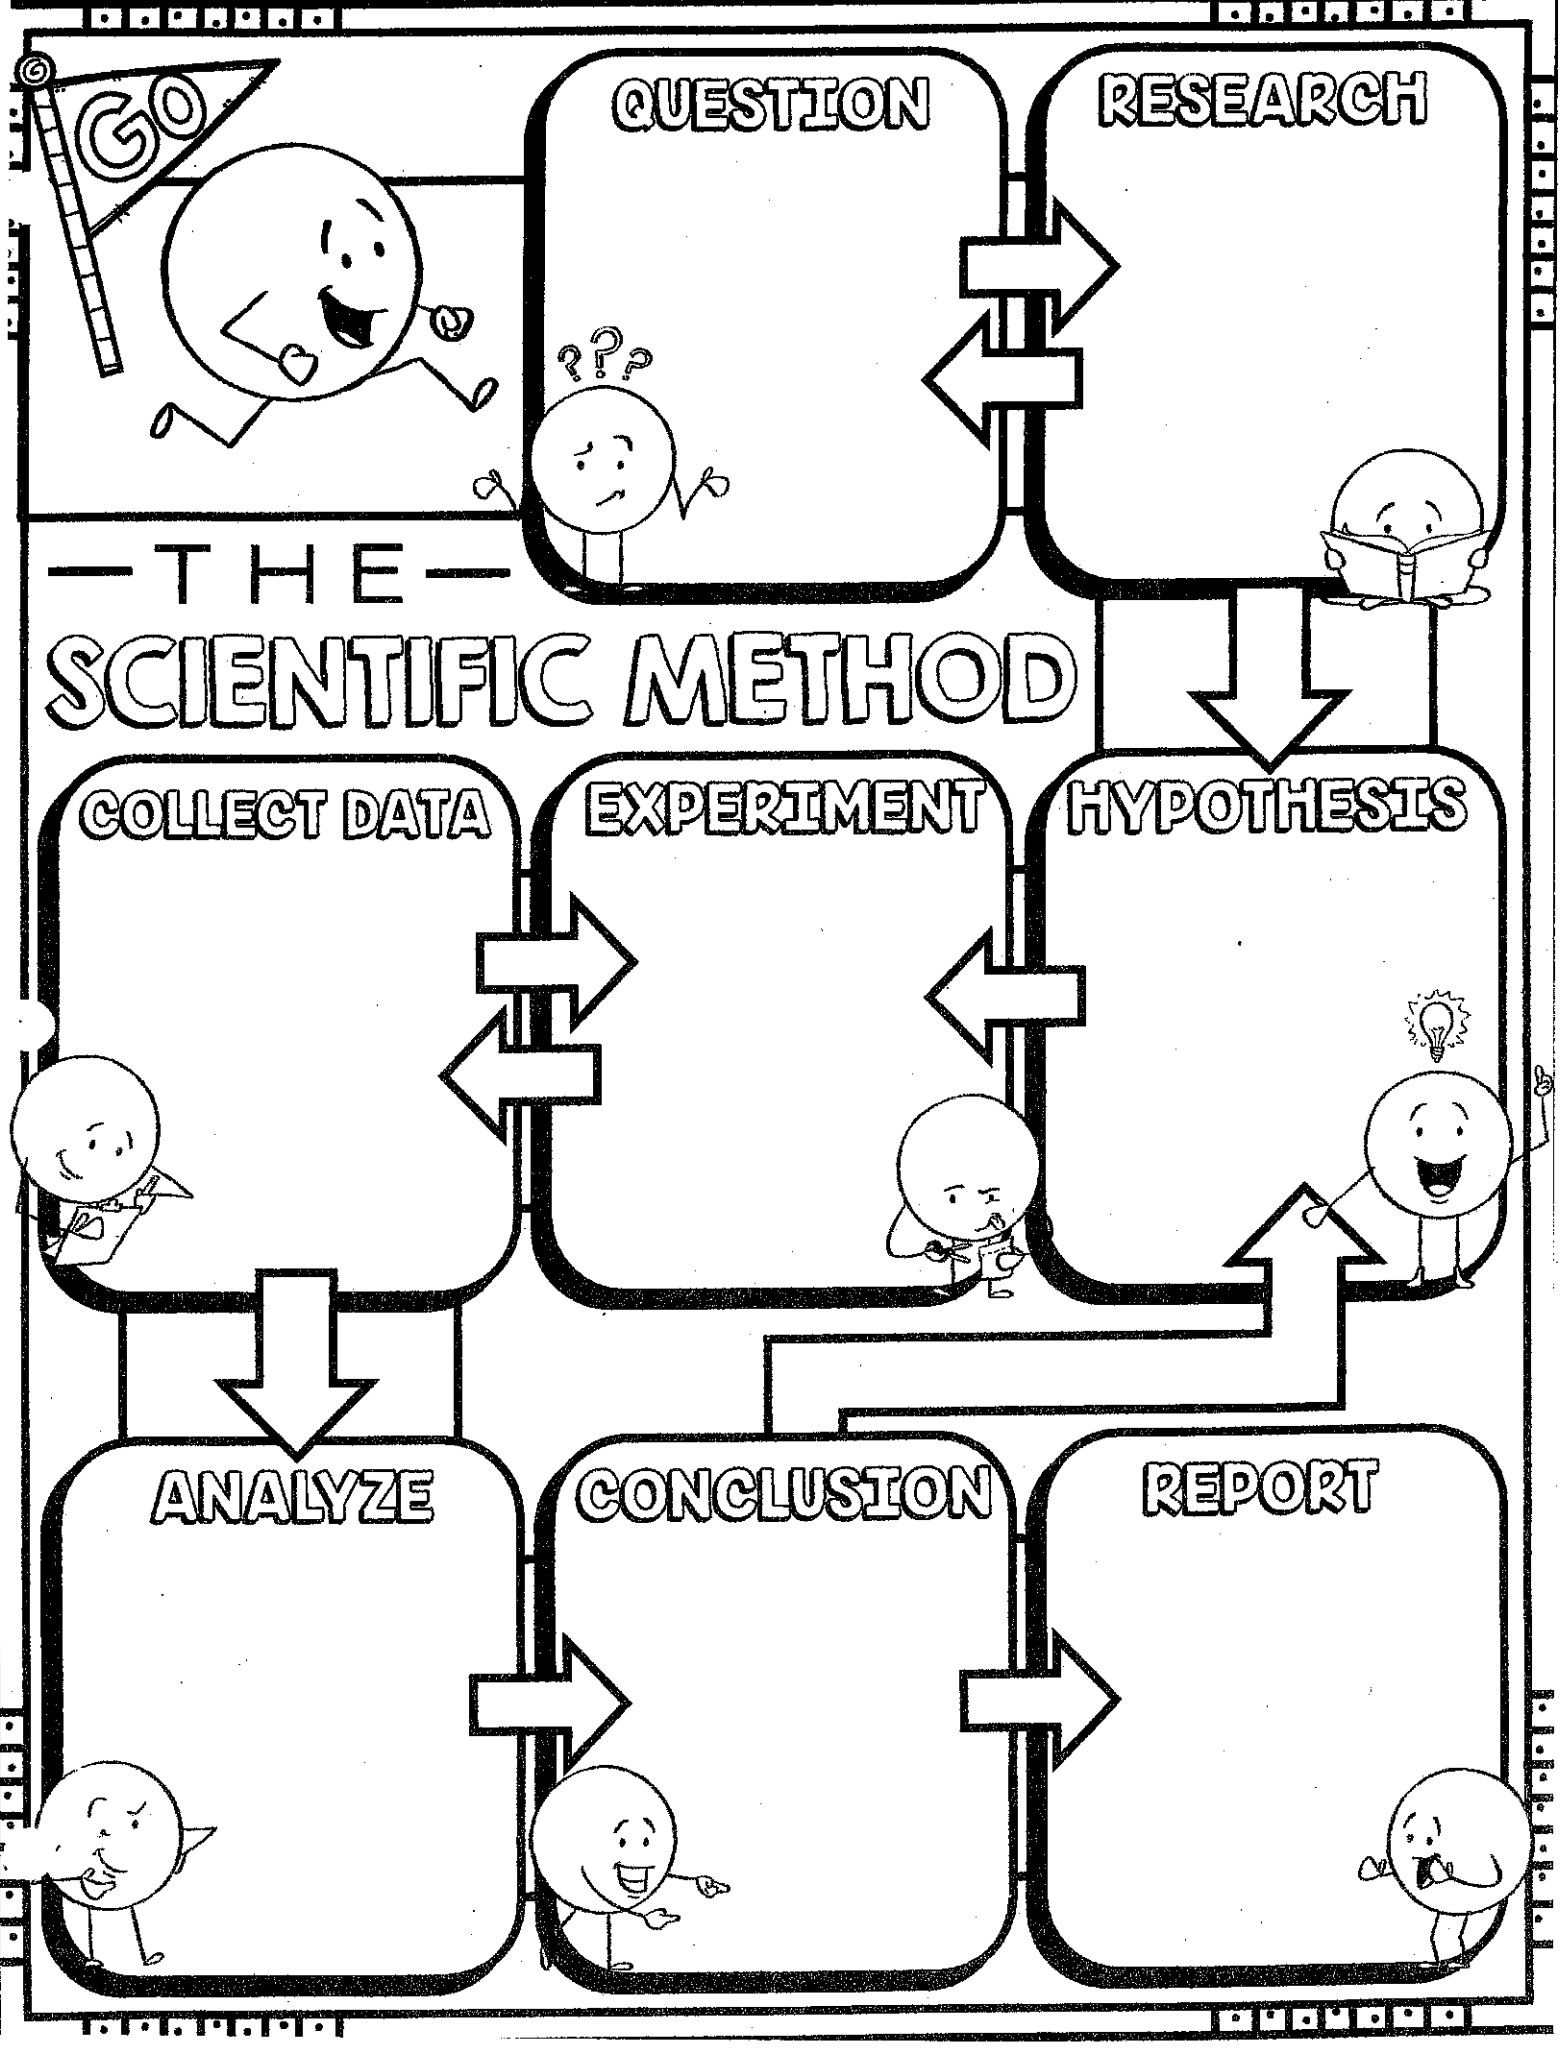 GO
QUESTION
RESEARCH
? ? ?
THE
SCIENTIFIC METHOD
COLLECT DATA
EXPERIMENT
HYPOTHESIS
ANALYZE
CONCLUSION
REPORT